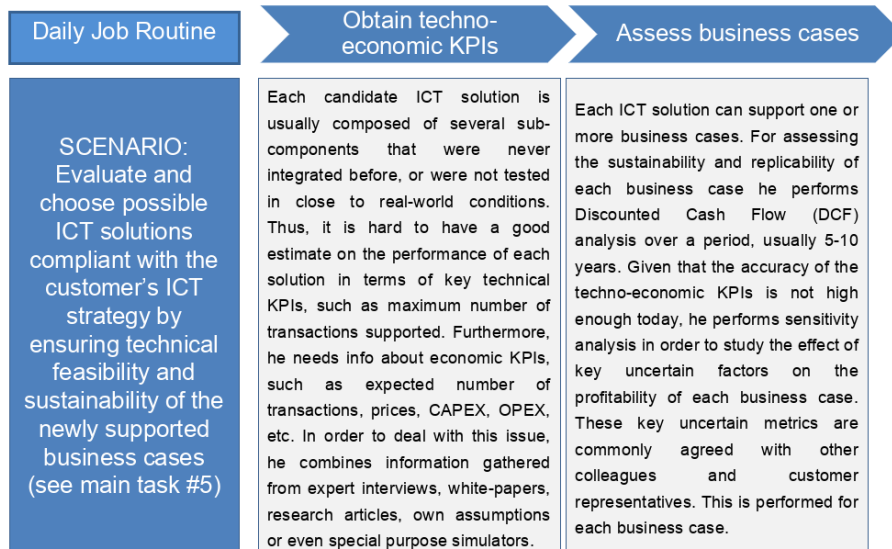 Daily Job Routine
Obtain techno-
economic KPIs
Assess business cases
SCENARIO:
Evaluate and
choose possible
ICT solutions
compliant with the
customer's ICT
strategy by
ensuring technical
feasibility and
sustainability of the
newly supported
business cases
(see main task #5)
Each candidate ICT solution is
usually composed of several sub-
components that were never
integrated before, or were not tested
in close to real-world conditions.
Thus, it is hard to have a good
estimate on the performance of each
solution in terms of key technical
KPIs, such as maximum number of
transactions supported. Furthermore,
he needs info about economic KPIs,
such as expected number of
transactions, prices, CAPEX, OPEX,
etc. In order to deal with this issue,
he combines information gathered
from expert interviews, white-papers,
research articles, own assumptions
or even special purpose simulators.
Each ICT solution can support one or
more business cases. For assessing
the sustainability and replicability of
each business case he performs
Discounted Cash Flow (DCF)
analysis over a period, usually 5-10
years. Given that the accuracy of the
techno-economic KPIs is not high
enough today, he performs sensitivity
analysis in order to study the effect of
key uncertain factors on the
profitability of each business case.
These key uncertain metrics are
commonly agreed with other
colleagues and customer
representatives. This is performed for
each business case.